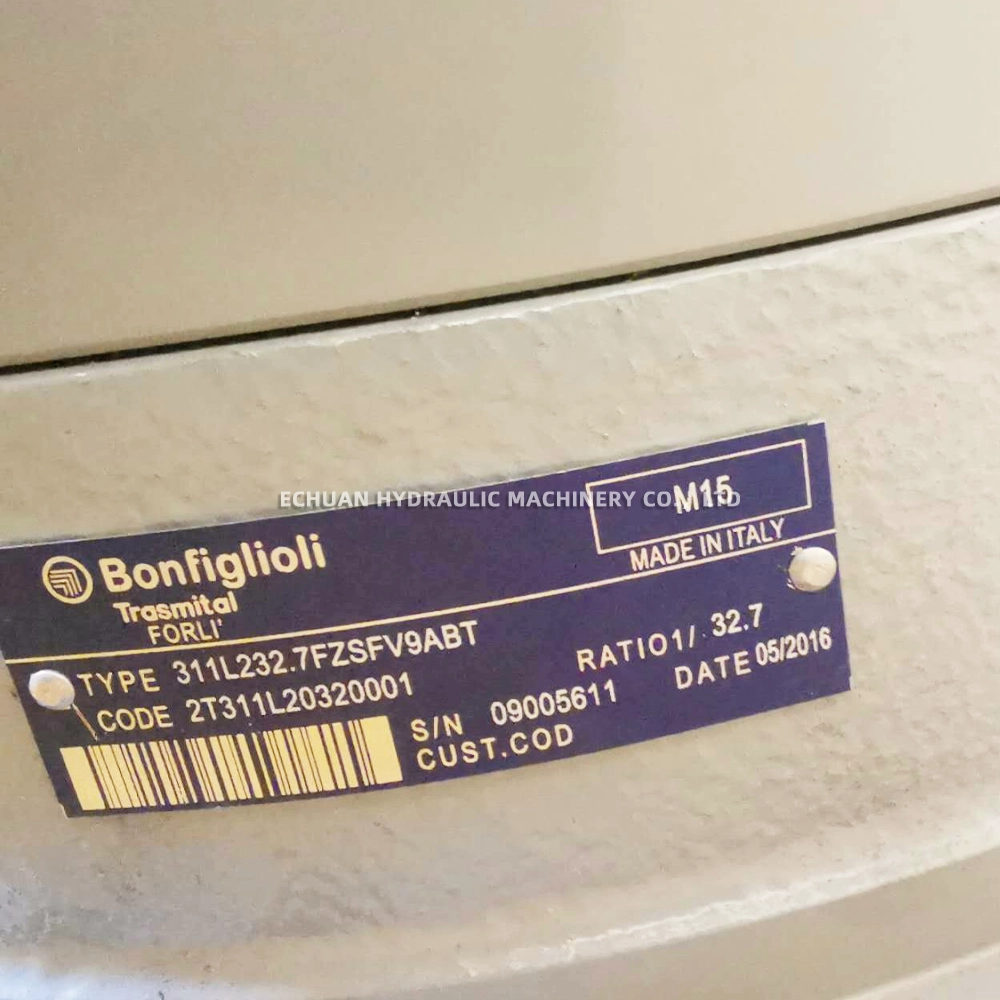 ECHUAN HYDRAULIC MACHINERY CO., LTD
M15
MADE IN ITALY
Bonfiglioli
Trasmital
FORLI'
TYPE 311L232.7FZSFV9ABT
RATIO1/ 32.7
CODE 2T311L20320001
DATE 05/2016
S/N 09005611
CUST.COD